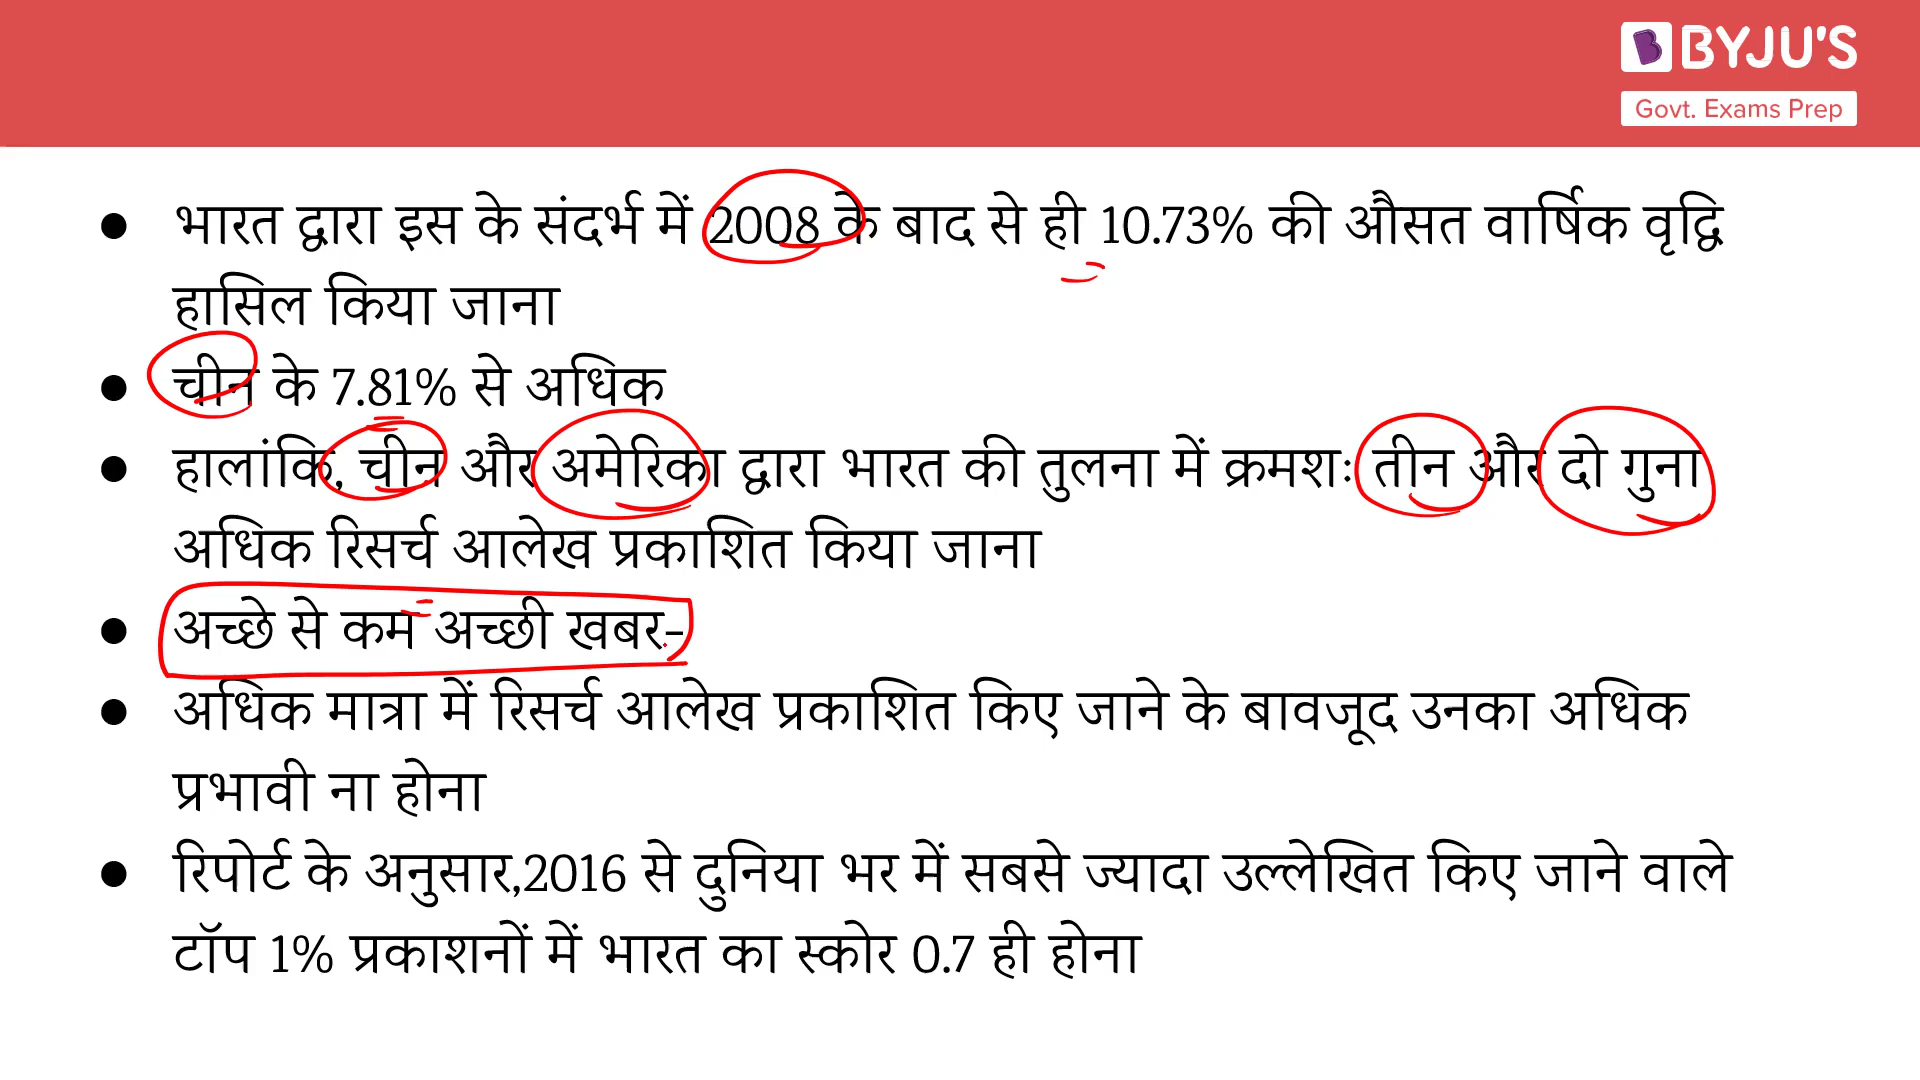 BYJU'S
Govt. Exams Prep
● भारत द्वारा इस के संदर्भ में 2008 के बाद से ही 10.73% की औसत वार्षिक वृद्वि
हासिल किया जाना
● चीन के 7.81% से अधिक
● हालांकि, चीन और अमेरिका द्वारा भारत की तुलना में क्रमशः तीन और दो गुना
अधिक रिसर्च आलेख प्रकाशित किया जाना
● अच्छे से कम अच्छी खबर-
● अधिक मात्रा में रिसर्च आलेख प्रकाशित किए जाने के बावजूद उनका अधिक
प्रभावी ना होना
● रिपोर्ट के अनुसार,2016 से दुनिया भर में सबसे ज्यादा उल्लेखित किए जाने वाले
टॉप 1% प्रकाशनों में भारत का स्कोर 0.7 ही होना